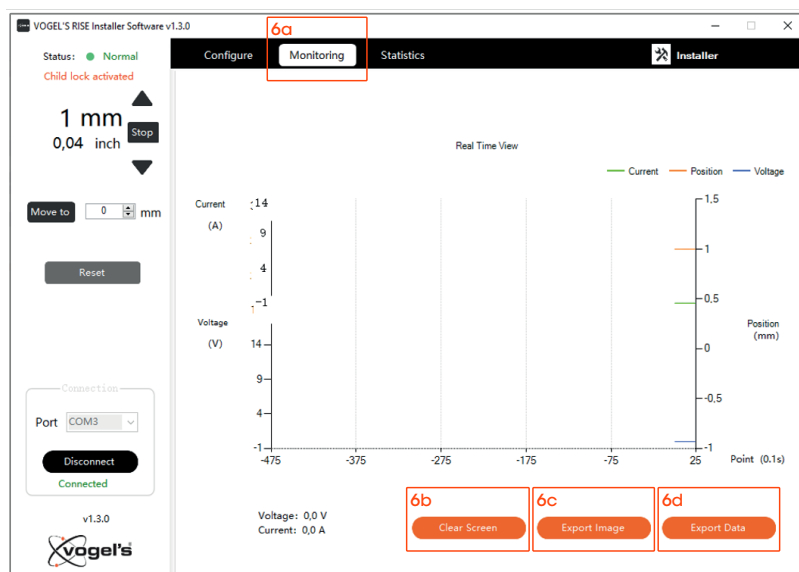 VOGEL'S RISE Installer Software v1.3.0
6a
Status: Normal
Child lock activated
Configure
Monitoring
Statistics
Installer
1 mm
0,04 inch
Stop
Move to 0 mm
Reset
Connection
Port COM3
Disconnect
Connected
v1.3.0
vogel's
Real Time View
Current Position Voltage
Current
(A)
14
9
4
-1
Voltage
(V)
14
9
4
-1
1,5
1
0,5
0
-0,5
-1
Position
(mm)
-475 -375 -275 -175 -75 25 Point (0.1s)
Voltage: 0,0 V
Current: 0,0 A
6b
Clear Screen
6c
Export Image
6d
Export Data